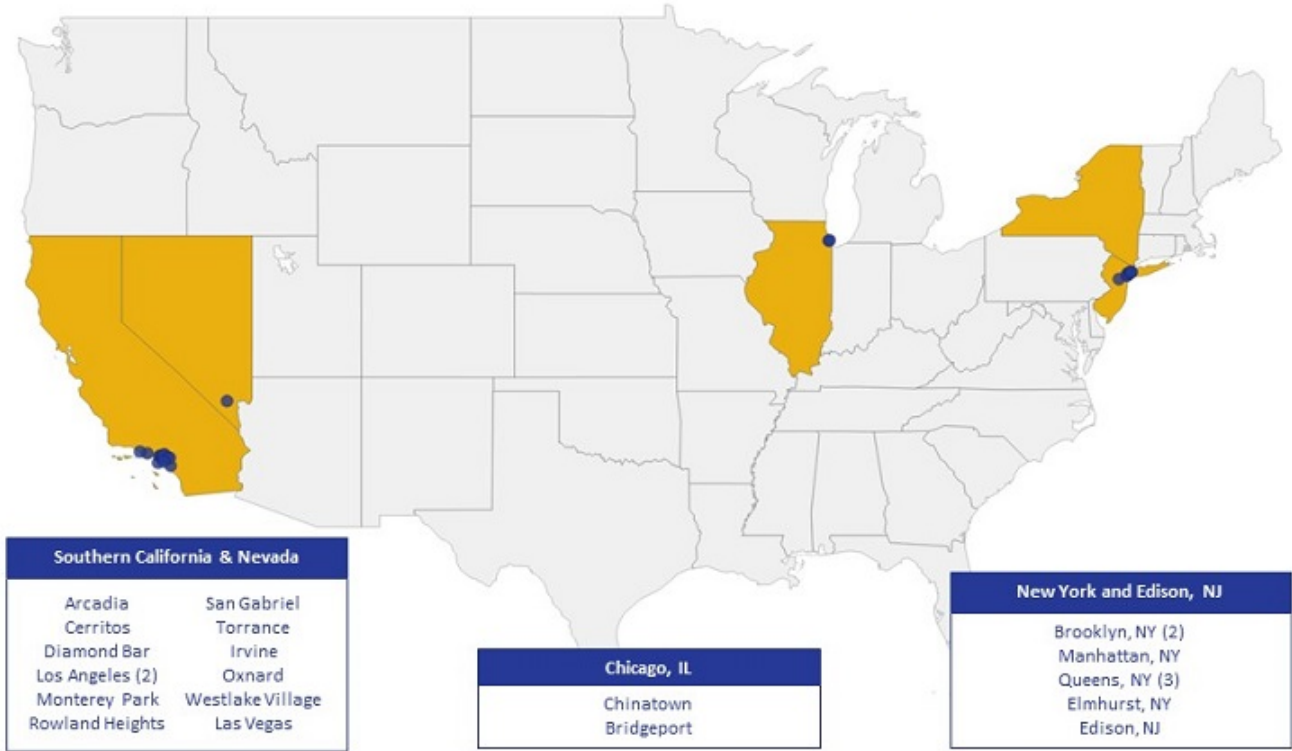 Southern California & Nevada
Arcadia San Gabriel
Cerritos Torrance
Diamond Bar Irvine
Los Angeles (2) Oxnard
Monterey Park Westlake Village
Rowland Heights Las Vegas
Chicago, IL
Chinatown
Bridgeport
New York and Edison, NJ
Brooklyn, NY (2)
Manhattan, NY
Queens, NY (3)
Elmhurst, NY
Edison, NJ